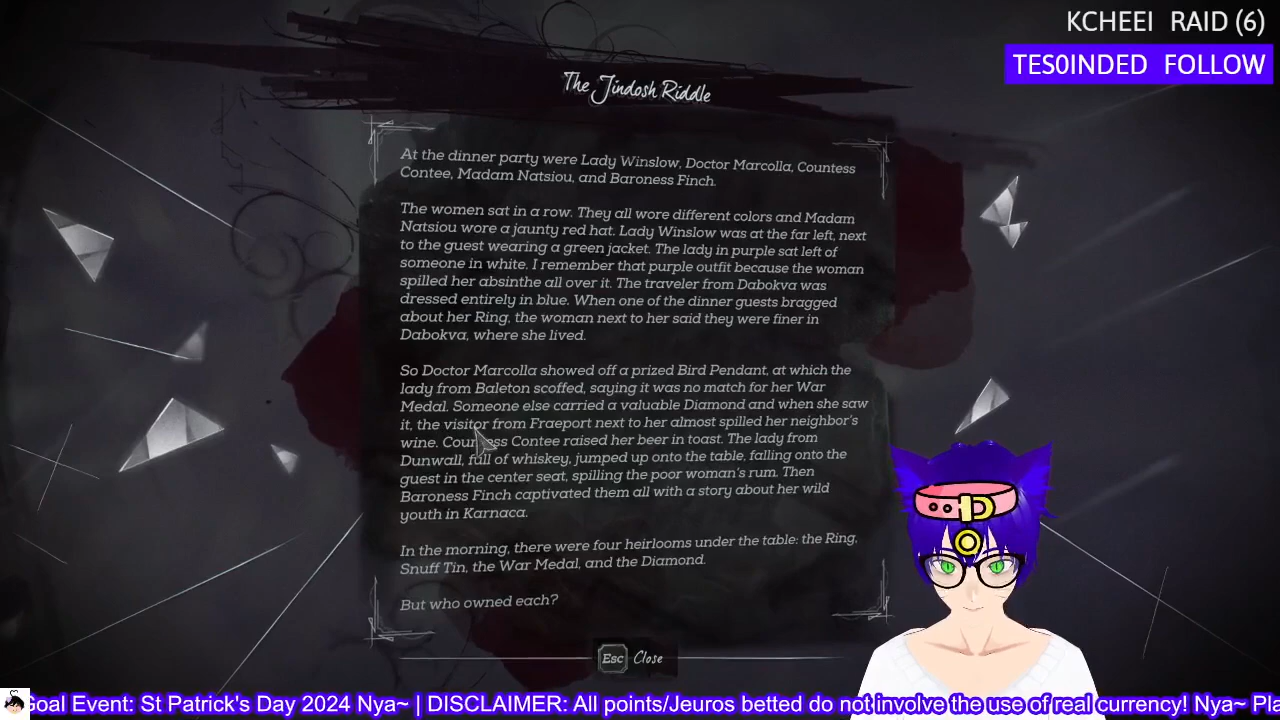 KCHEEI RAID (6)
TES0INDED FOLLOW
The Jindosh Riddle
At the dinner party were Lady Winslow, Doctor Marcolla, Countess
Contee, Madam Natsiou, and Baroness Finch.
The women sat in a row. They all wore different colors and Madam
Natsiou wore a jaunty red hat. Lady Winslow was at the far left, next
to the guest wearing a green jacket. The lady in purple sat left of
someone in white. I remember that purple outfit because the woman
spilled her absinthe all over it. The traveler from Dabokva was
dressed entirely in blue. When one of the dinner guests bragged
about her Ring, the woman next to her said they were finer in
Dabokva, where she lived.
So Doctor Marcolla showed off a prized Bird Pendant, at which the
lady from Baleton scoffed, saying it was no match for her War
Medal. Someone else carried a valuable Diamond and when she saw
it, the visitor from Fraeport next to her almost spilled her neighbor's
wine. Countess Contee raised her beer in toast. The lady from
Dunwall, full of whiskey, jumped up onto the table, falling onto the
guest in the center seat, spilling the poor woman's rum. Then
Baroness Finch captivated them all with a story about her wild
youth in Karnaca.
In the morning, there were four heirlooms under the table: the Ring,
Snuff Tin, the War Medal, and the Diamond.
But who owned each?
Esc Close
Goal Event: St Patrick's Day 2024 Nya~ | DISCLAIMER: All points/Jeuros betted do not involve the use of real currency! Nya~ Pla